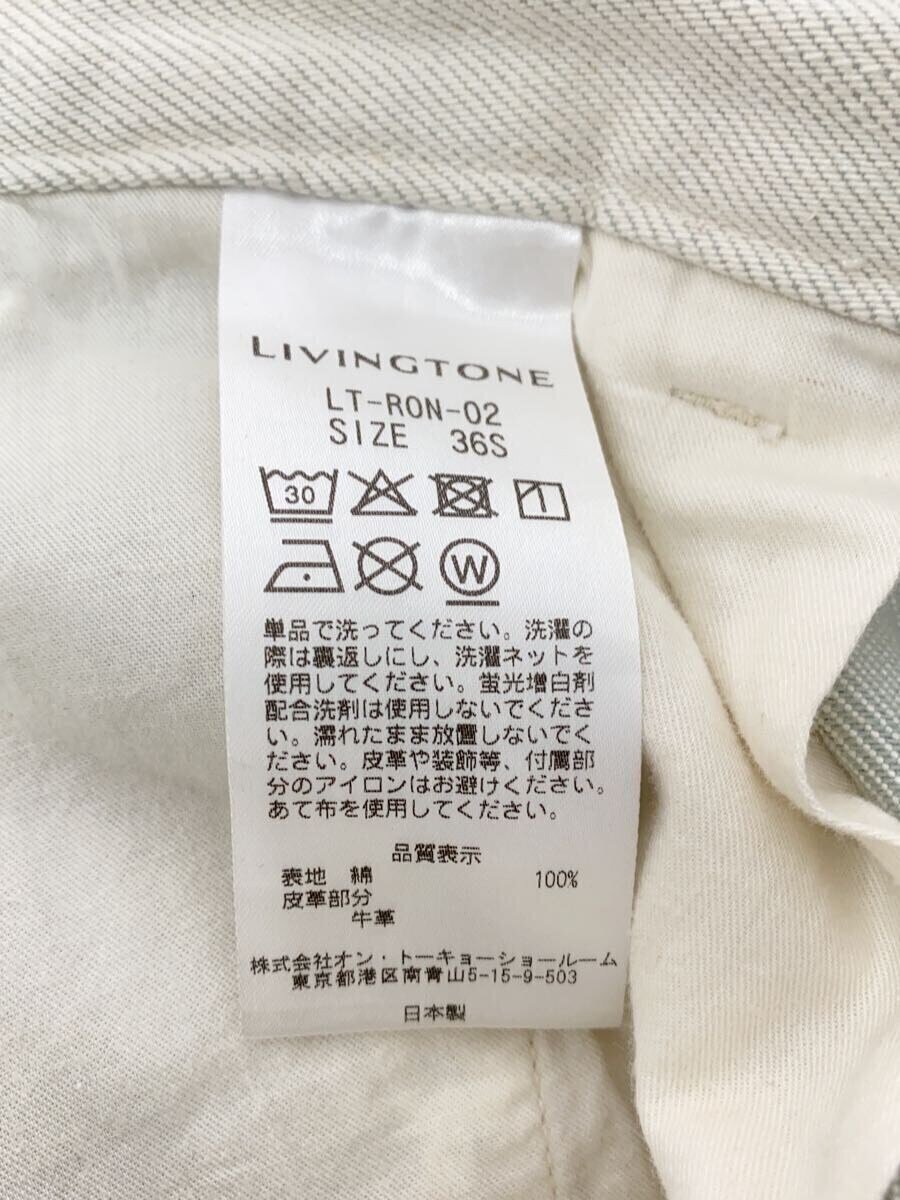 LIVINGTONE
LT-RON-02
SIZE 36S
30
W
単品で洗ってください。洗濯の
際は裏返しにし、洗濯ネットを
使用してください。蛍光増白剤
配合洗剤は使用しないでくださ
い。濡れたまま放置しないでく
ださい。皮革や装飾等、付属部
分のアイロンはお避けください。
あて布を使用してください。
品質表示
表地 綿 100%
皮革部分
牛革
株式会社オン・トーキョーショールーム
東京都港区南青山5-15-9-503
日本製